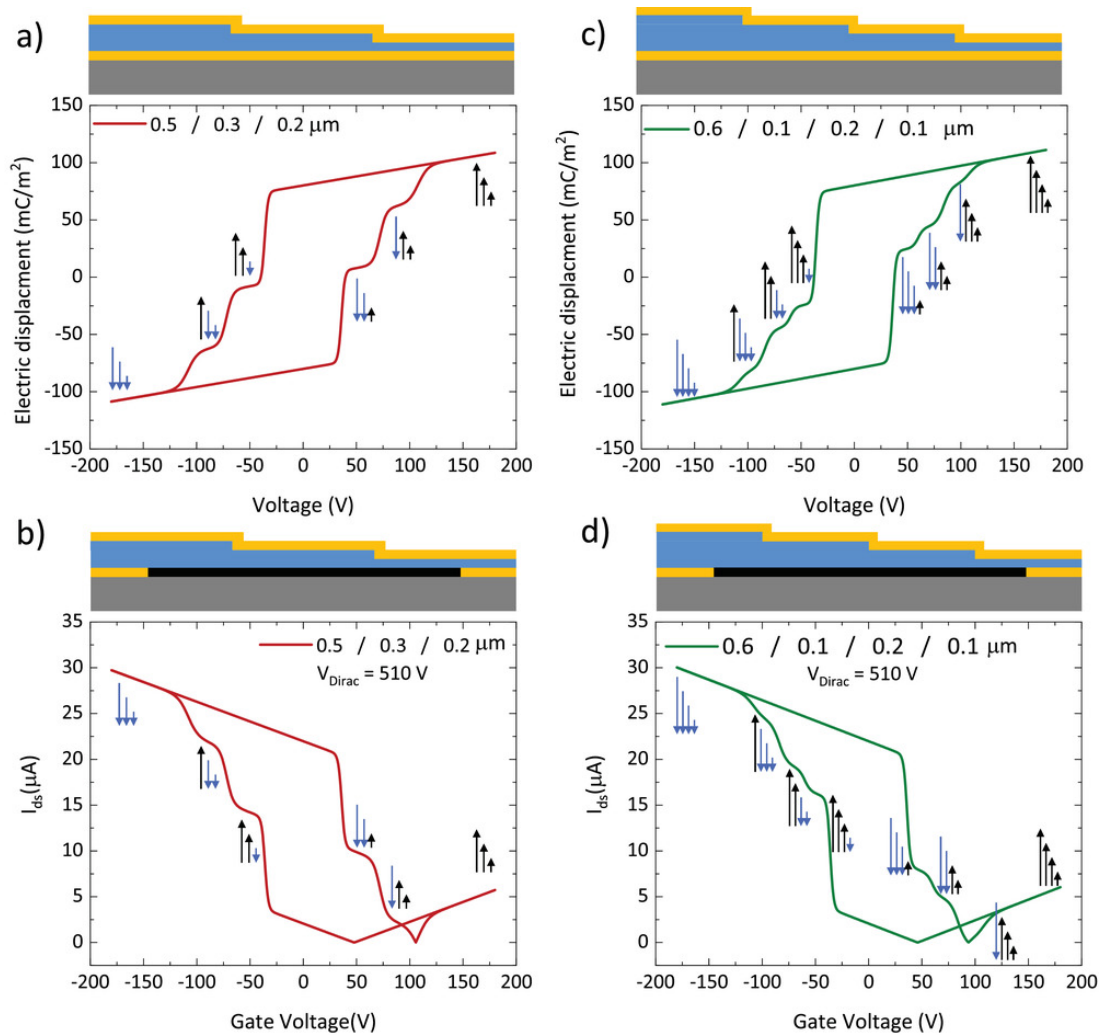 a)
0.5 / 0.3 / 0.2 μm
150
100
50
0
-50
-100
-150
Electric displacment (mC/m²)
-200 -150 -100 -50 0 50 100 150 200
Voltage (V)
c)
0.6 / 0.1 / 0.2 / 0.1 μm
150
100
50
0
-50
-100
-150
Electric displacment (mC/m²)
-200 -150 -100 -50 0 50 100 150 200
Voltage (V)
b)
0.5 / 0.3 / 0.2 μm
V_Dirac = 510 V
35
30
25
20
15
10
5
0
I_ds(μA)
-200 -150 -100 -50 0 50 100 150 200
Gate Voltage(V)
d)
0.6 / 0.1 / 0.2 / 0.1 μm
V_Dirac = 510 V
35
30
25
20
15
10
5
0
I_ds(μA)
-200 -150 -100 -50 0 50 100 150 200
Gate Voltage (V)